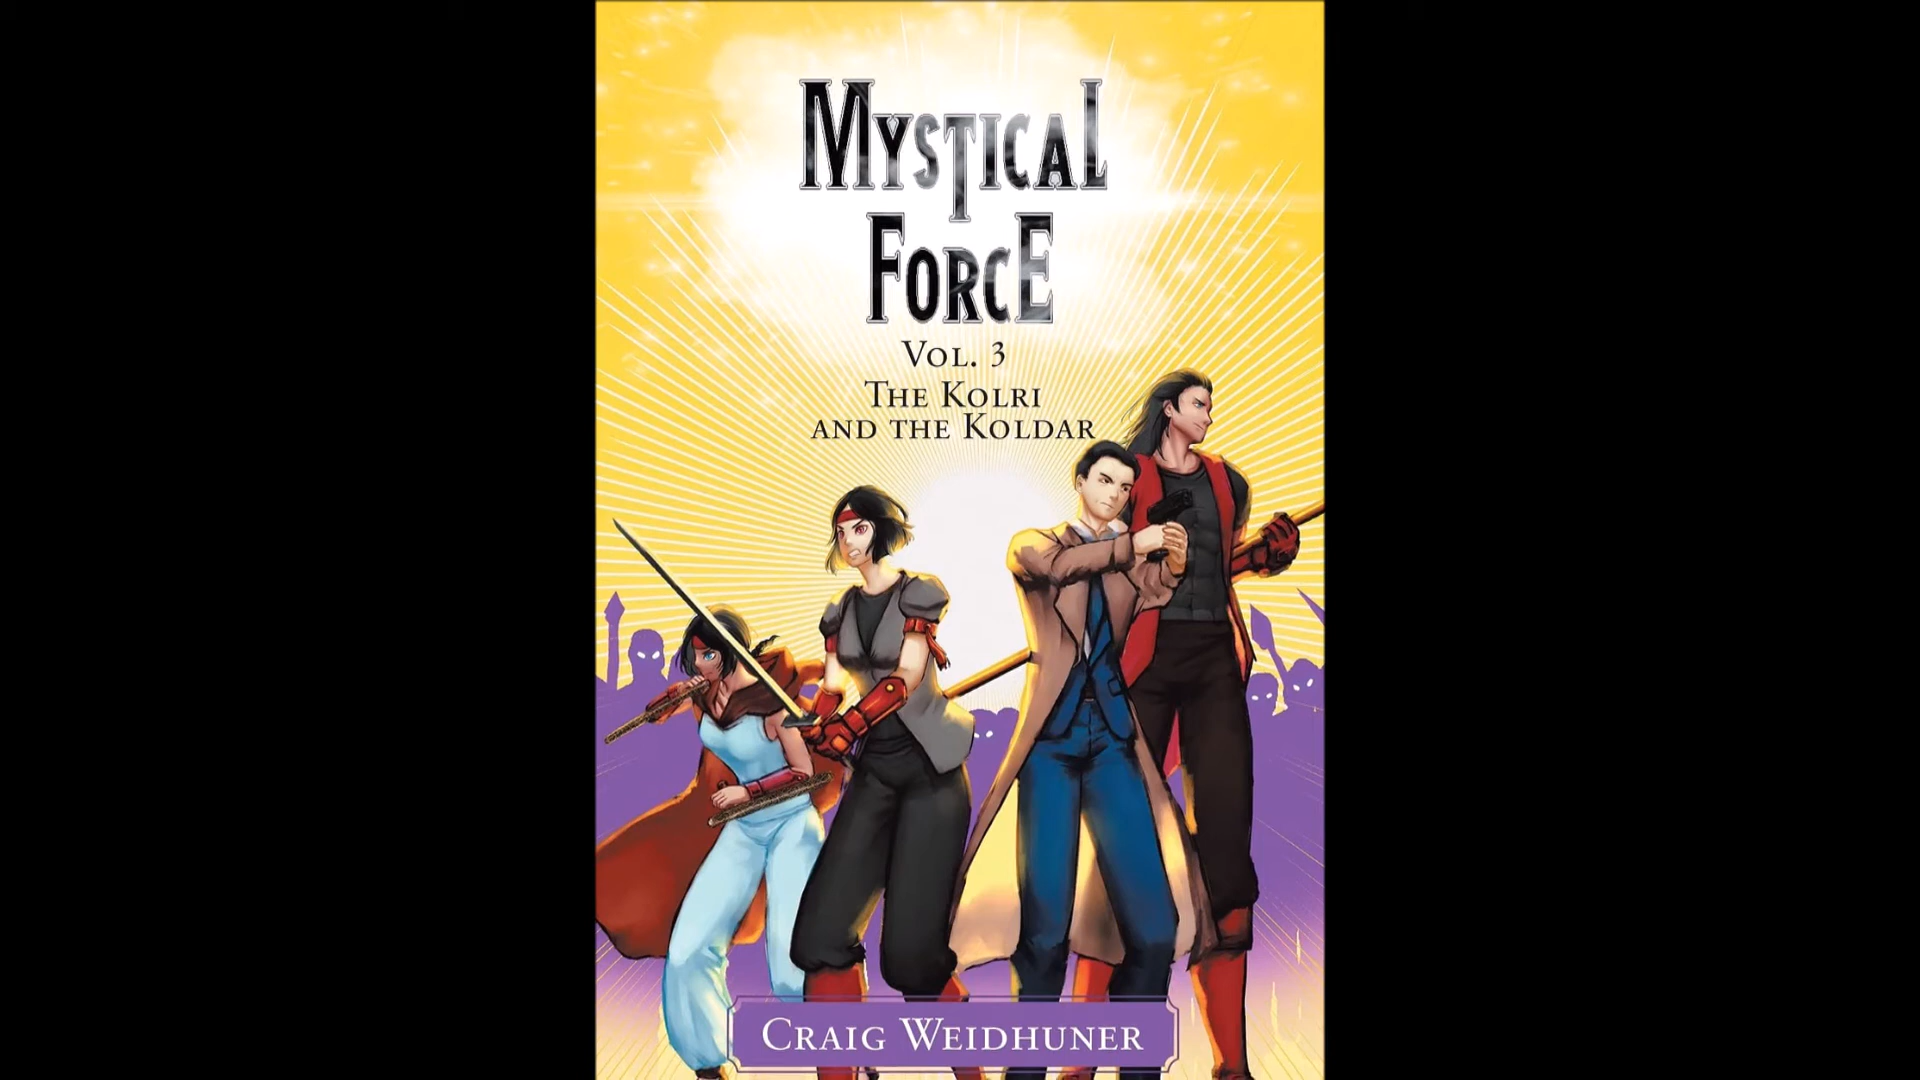 Mystical
Force
Vol. 3
The Kolri
and the Koldar
Craig Weidhuner